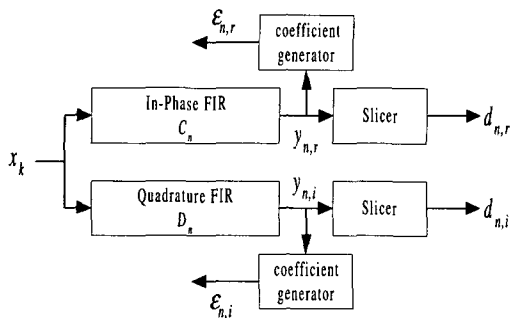 ε_{n,r}
coefficient
generator
In-Phase FIR
C_n
y_{n,r}
Slicer
d_{n,r}
x_k
Quadrature FIR
D_n
y_{n,i}
Slicer
d_{n,i}
ε_{n,i}
coefficient
generator